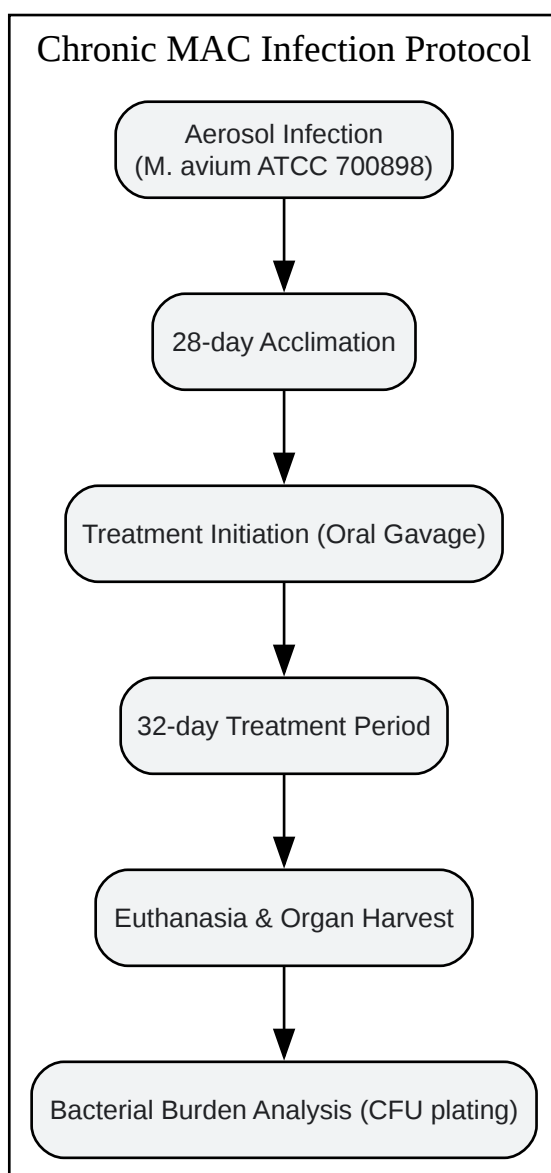 Chronic MAC Infection Protocol
Aerosol Infection
(M. avium ATCC 700898)
28-day Acclimation
Treatment Initiation (Oral Gavage)
32-day Treatment Period
Euthanasia & Organ Harvest
Bacterial Burden Analysis (CFU plating)